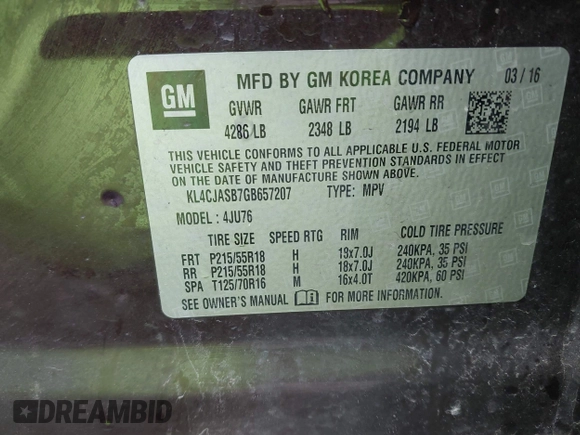 GM
MFD BY GM KOREA COMPANY 03/16
GVWR GAWR FRT GAWR RR
4286 LB 2348 LB 2194 LB
THIS VEHICLE CONFORMS TO ALL APPLICABLE U.S. FEDERAL MOTOR
VEHICLE SAFETY AND THEFT PREVENTION STANDARDS IN EFFECT
ON THE DATE OF MANUFACTURE SHOWN ABOVE.
KL4CJASB7GB657207 TYPE: MPV
MODEL: 4JU76
TIRE SIZE SPEED RTG RIM COLD TIRE PRESSURE
FRT P215/55R18 H 19x7.0J 240KPA, 35 PSI
RR P215/55R18 H 18x7.0J 240KPA, 35 PSI
SPA T125/70R16 M 16x4.0T 420KPA, 60 PSI
SEE OWNER'S MANUAL FOR MORE INFORMATION.
DREAMBID